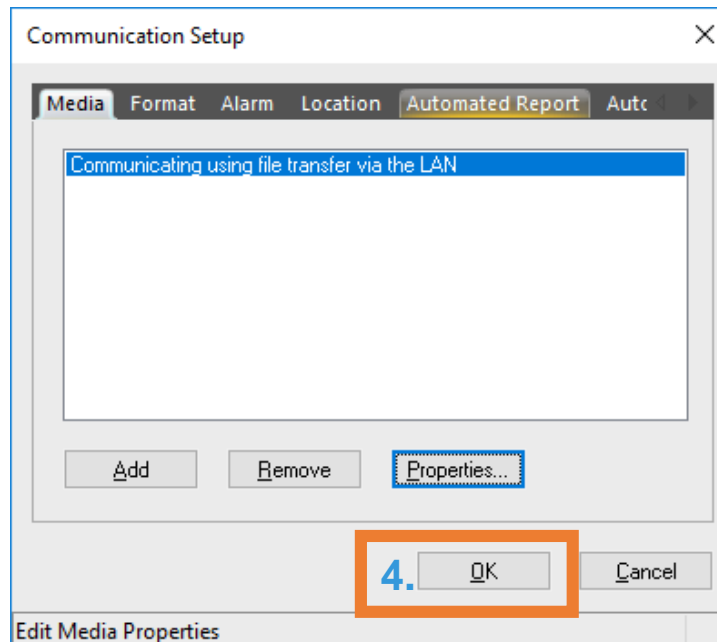 Communication Setup
Media Format Alarm Location Automated Report Autc
Communicating using file transfer via the LAN
Add Remove Properties...
4. OK Cancel
Edit Media Properties